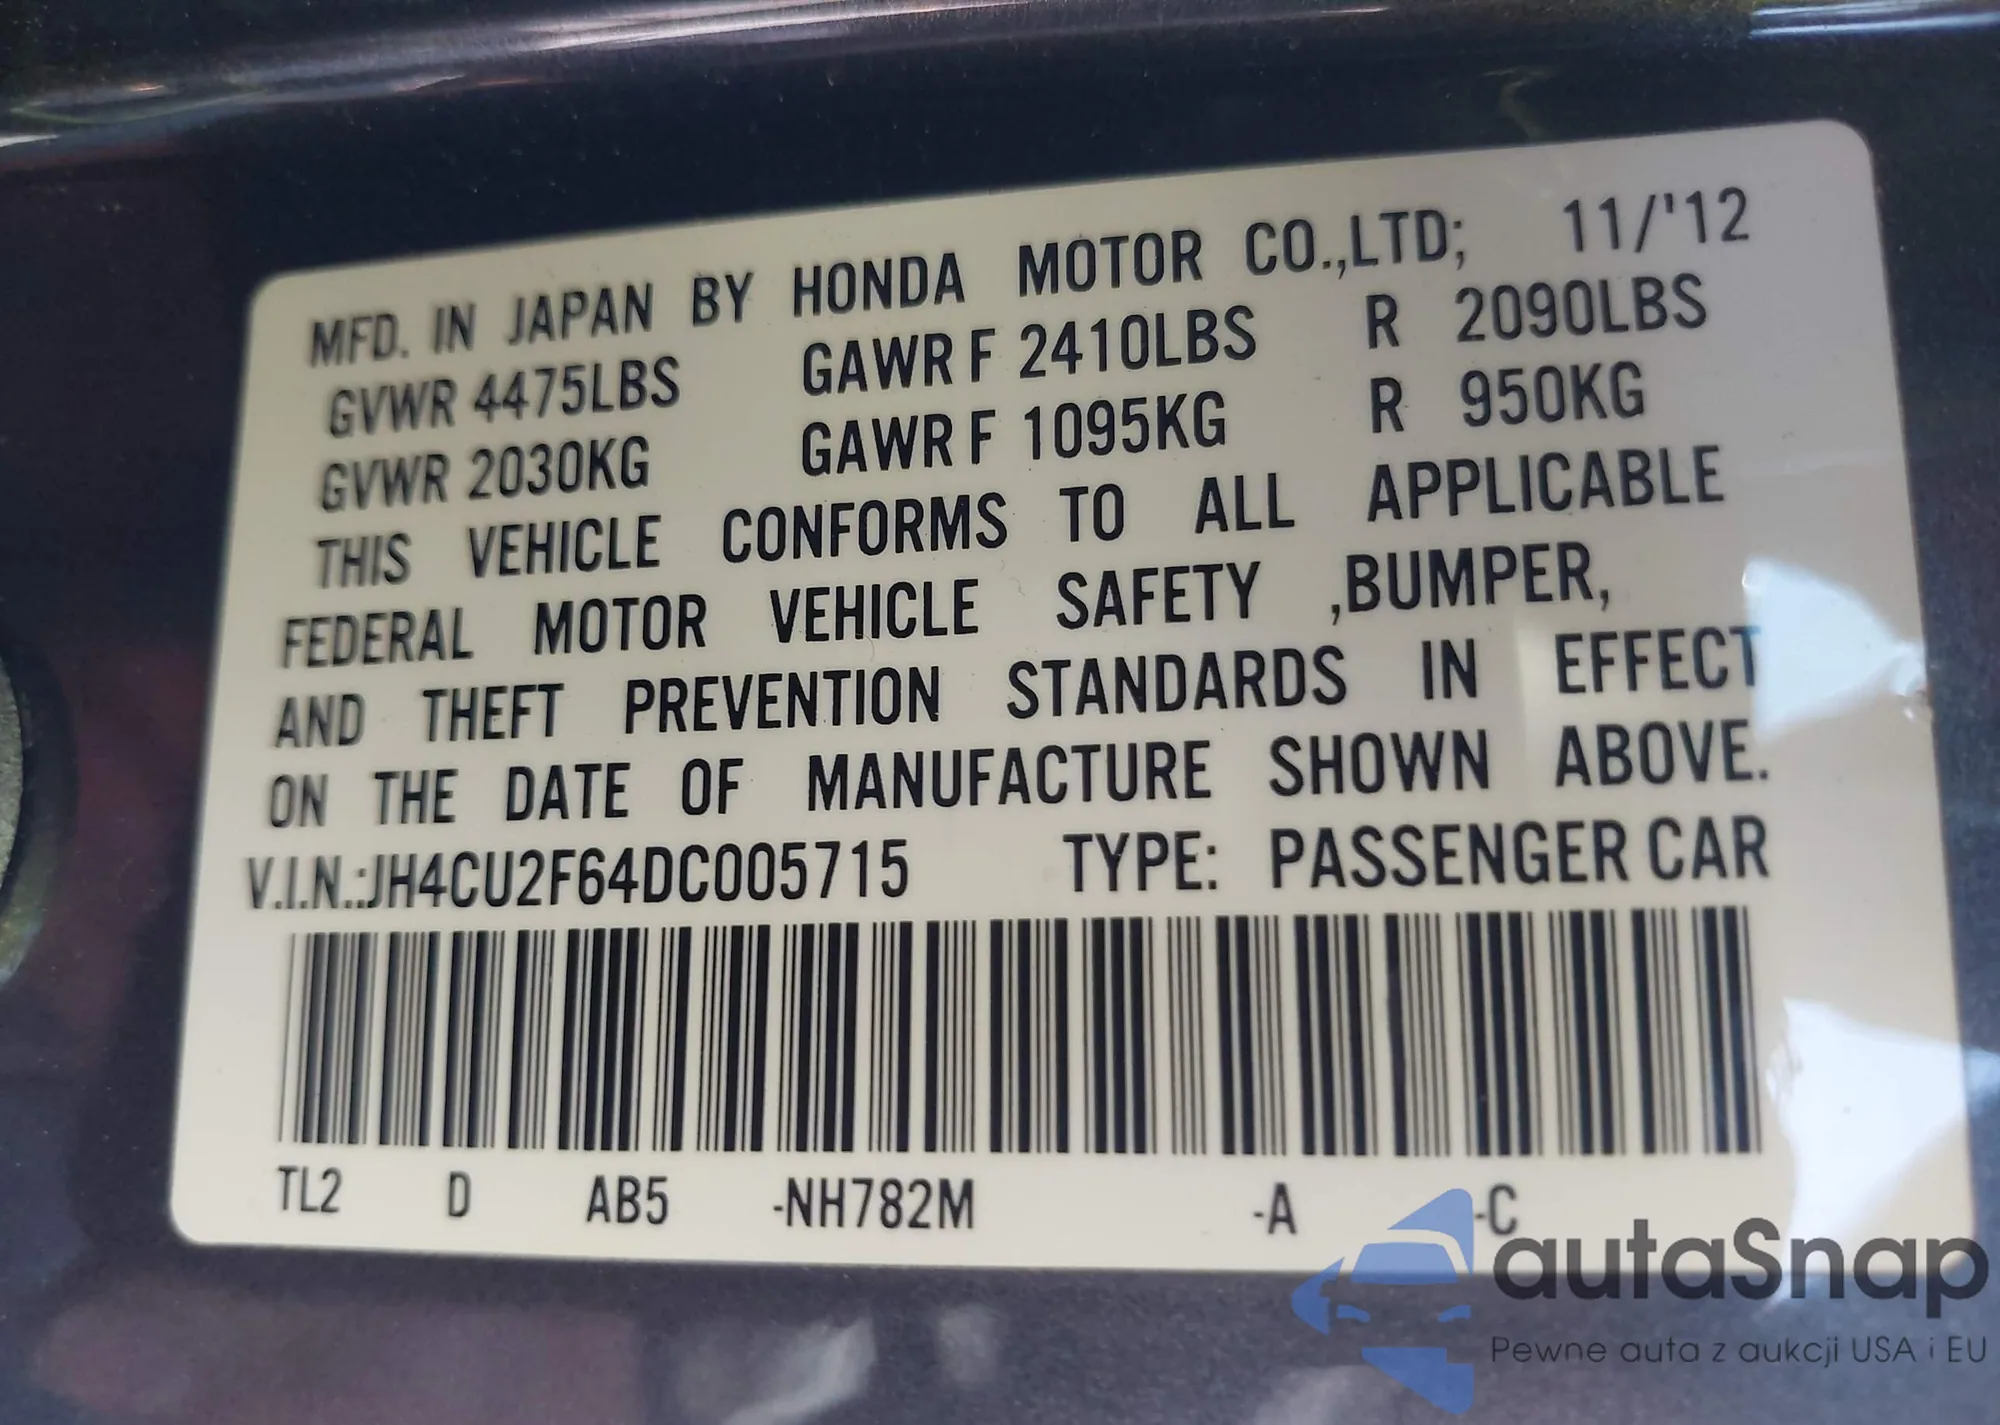 MFD. IN JAPAN BY HONDA MOTOR CO.,LTD; 11/'12
GVWR 4475LBS GAWR F 2410LBS R 2090LBS
GVWR 2030KG GAWR F 1095KG R 950KG
THIS VEHICLE CONFORMS TO ALL APPLICABLE
FEDERAL MOTOR VEHICLE SAFETY ,BUMPER,
AND THEFT PREVENTION STANDARDS IN EFFECT
ON THE DATE OF MANUFACTURE SHOWN ABOVE.
V.I.N.:JH4CU2F64DC005715 TYPE: PASSENGER CAR
TL2 D AB5 -NH782M -A -C
autaSnap
Pewne auta z aukcji USA i EU